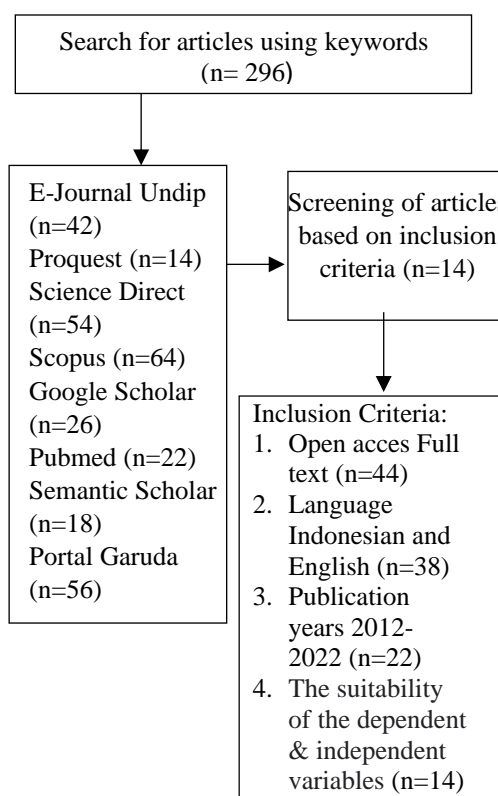 Search for articles using keywords
(n= 296)
E-Journal Undip
(n=42)
Proquest (n=14)
Science Direct
(n=54)
Scopus (n=64)
Google Scholar
(n=26)
Pubmed (n=22)
Semantic Scholar
(n=18)
Portal Garuda
(n=56)
Screening of articles
based on inclusion
criteria (n=14)
Inclusion Criteria:
1. Open acces Full
text (n=44)
2. Language
Indonesian and
English (n=38)
3. Publication
years 2012-
2022 (n=22)
4. The suitability
of the dependent
& independent
variables (n=14)